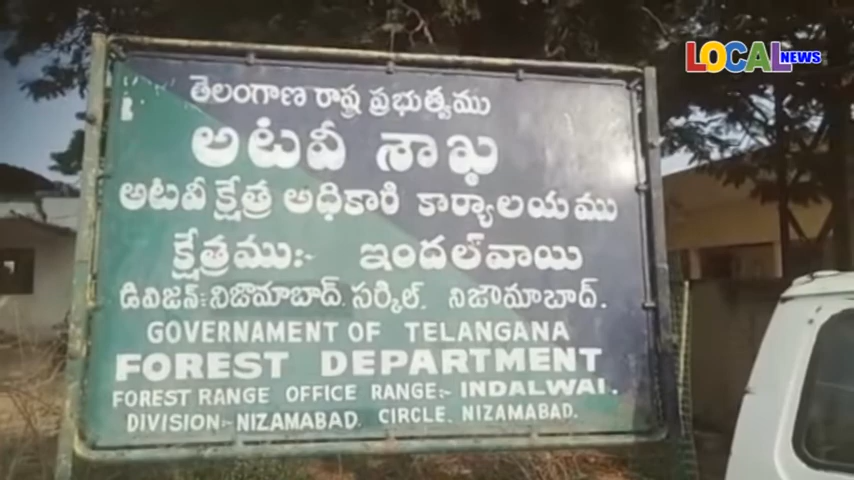 LOCAL NEWS
తెలంగాణ రాష్ట్ర ప్రభుత్వము
అటవీ శాఖ
అటవీ క్షేత్ర అధికారి కార్యాలయము
క్షేత్రము:- ఇందల్‌వాయి
డివిజన్:-నిజామాబాద్. సర్కిల్. నిజామాబాద్.
GOVERNAMENT OF TELANGANA
FOREST DEPARTMENT
FOREST RANGE OFFICE RANGE:- INDALWAI.
DIVISION:- NIZAMABAD. CIRCLE. NIZAMABAD.